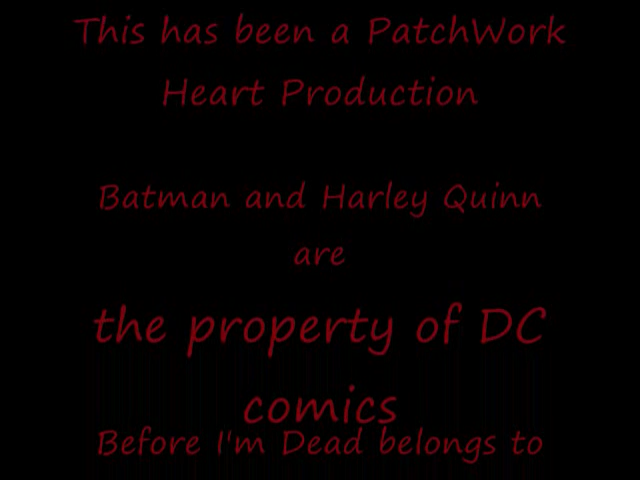 This has been a PatchWork
Heart Production
Batman and Harley Quinn
are
the property of DC
comics
Before I'm Dead belongs to